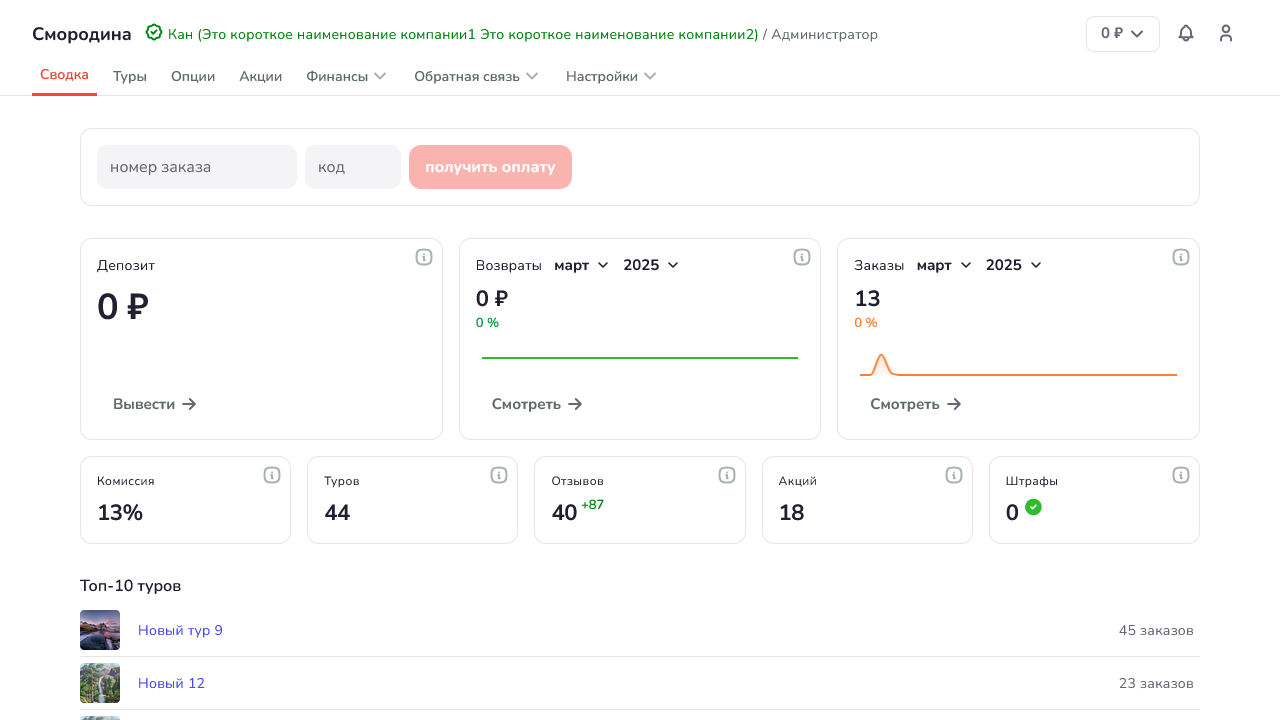 Смородина
Кан (Это короткое наименование компании1 Это короткое наименование компании2) / Администратор
0 ₽
Сводка
Туры
Опции
Акции
Финансы
Обратная связь
Настройки
номер заказа
код
получить оплату
Депозит
0 ₽
Вывести
Возвраты март 2025
0 ₽
0 %
Смотреть
Заказы март 2025
13
0 %
Смотреть
Комиссия
13%
Туров
44
Отзывов
40 +87
Акций
18
Штрафы
0
Топ-10 туров
Новый тур 9
45 заказов
Новый 12
23 заказов